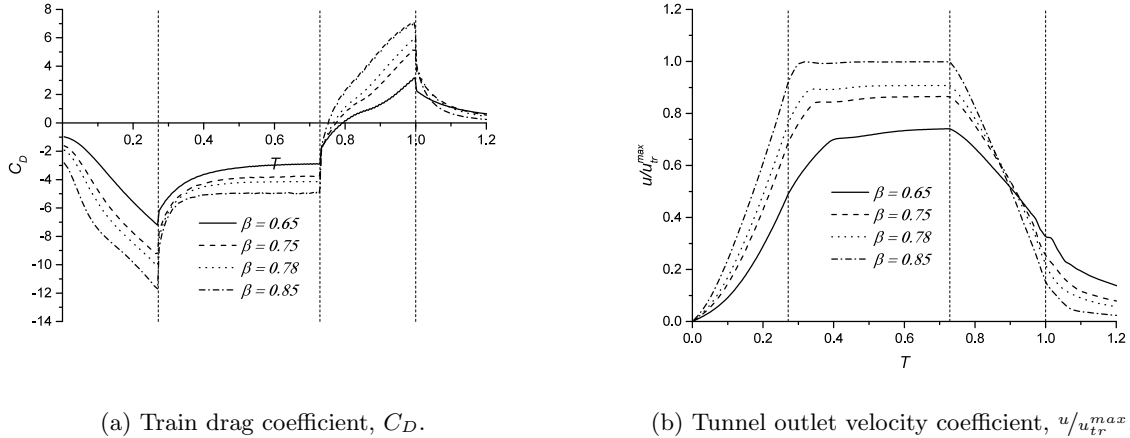 8
6
4
2
0
-2
-4
-6
-8
-10
-12
-14
C_D
0.2 0.4 0.6 0.8 1.0 1.2
T
β = 0.65
β = 0.75
β = 0.78
β = 0.85
1.2
1.0
0.8
0.6
0.4
0.2
0.0
u/u_{tr}^{max}
β = 0.65
β = 0.75
β = 0.78
β = 0.85
0.0 0.2 0.4 0.6 0.8 1.0 1.2
T
(a) Train drag coefficient, C_D.
(b) Tunnel outlet velocity coefficient, u/u_{tr}^{max}